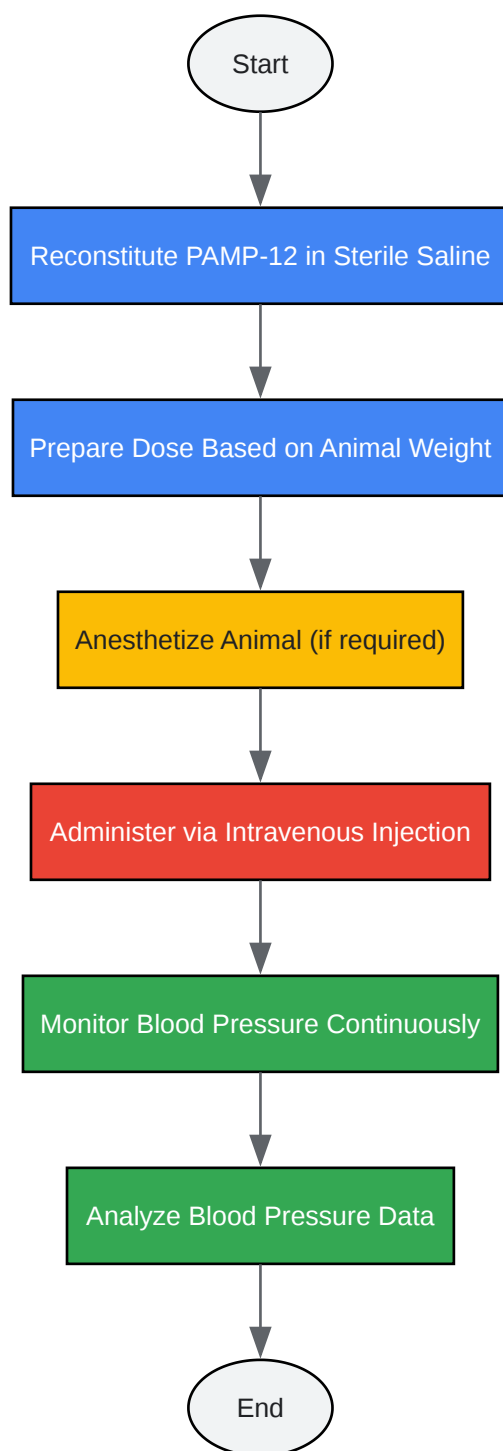 Start
Reconstitute PAMP-12 in Sterile Saline
Prepare Dose Based on Animal Weight
Anesthetize Animal (if required)
Administer via Intravenous Injection
Monitor Blood Pressure Continuously
Analyze Blood Pressure Data
End